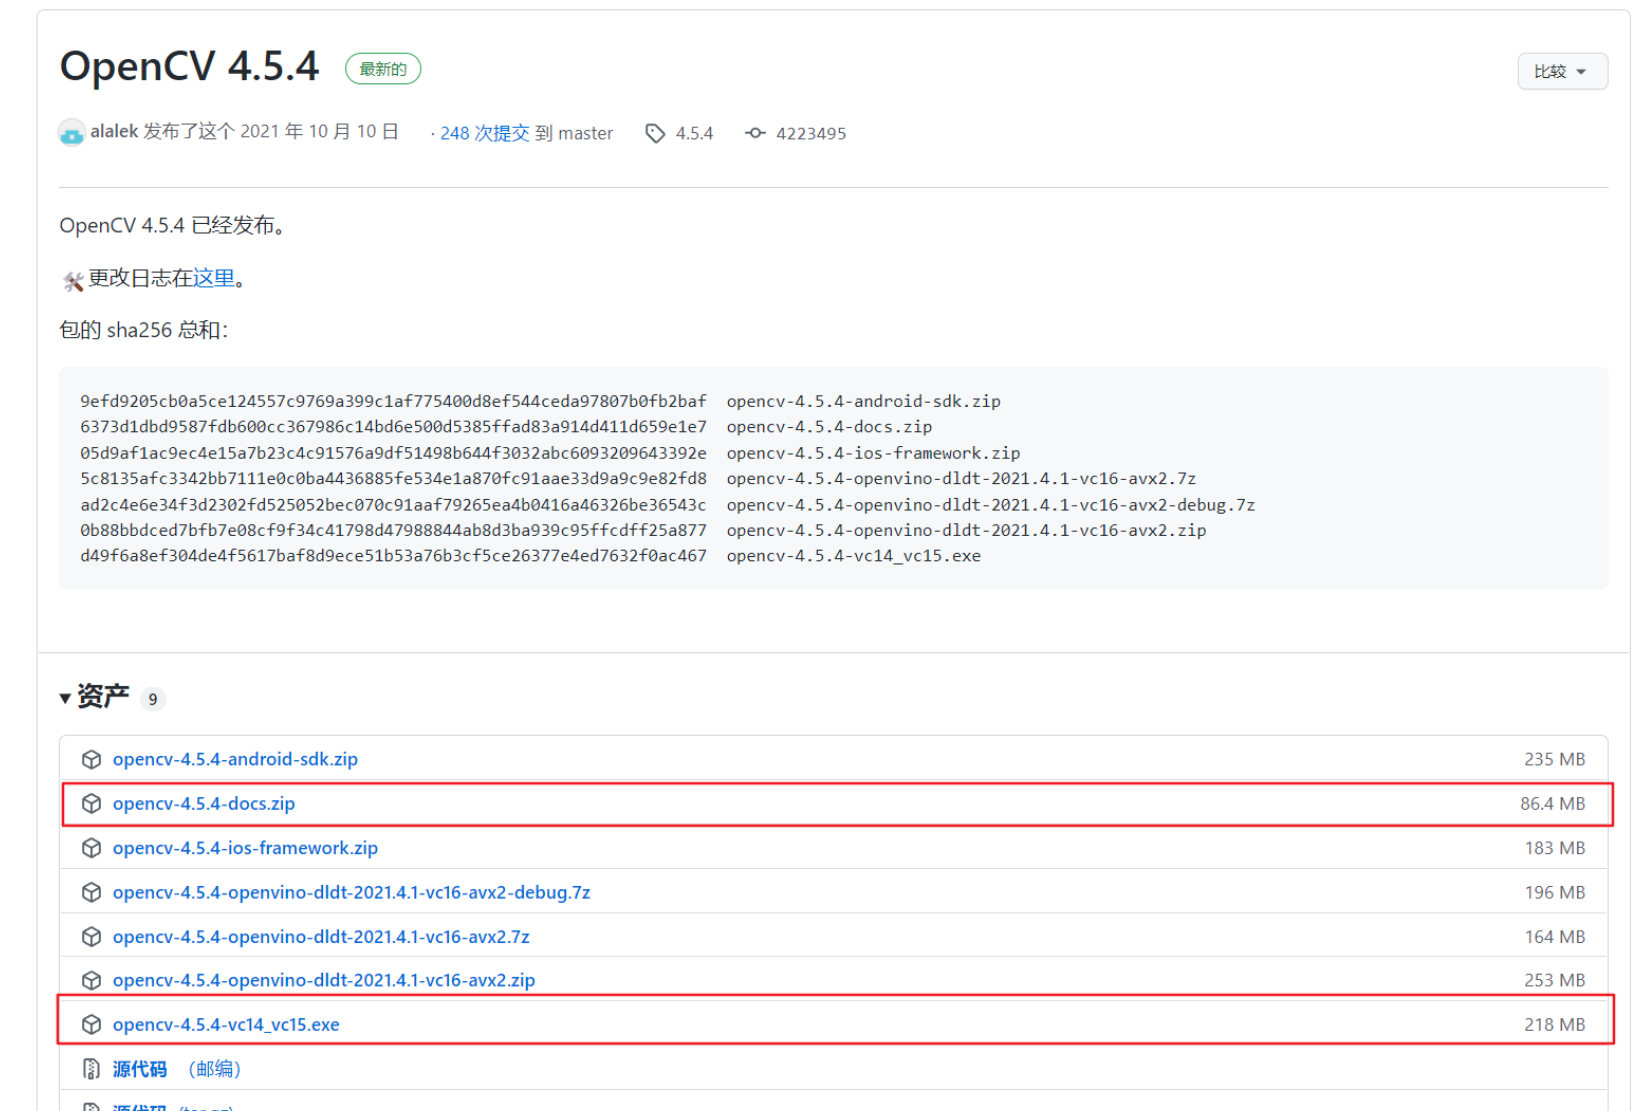 OpenCV 4.5.4 最新的
比较
alalek 发布了这个 2021 年 10 月 10 日 · 248 次提交 到 master 4.5.4 4223495
OpenCV 4.5.4 已经发布。
更改日志在这里。
包的 sha256 总和：
9efd9205cb0a5ce124557c9769a399c1af775400d8ef544ceda97807b0fb2baf opencv-4.5.4-android-sdk.zip
6373d1dbd9587fdb600cc367986c14bd6e500d5385ffad83a914d411d659e1e7 opencv-4.5.4-docs.zip
05d9af1ac9ec4e15a7b23c4c91576a9df51498b644f3032abc6093209643392e opencv-4.5.4-ios-framework.zip
5c8135afc3342bb7111e0c0ba4436885fe534e1a870fc91aae33d9a9c9e82fd8 opencv-4.5.4-openvino-dldt-2021.4.1-vc16-avx2.7z
ad2c4e6e34f3d2302fd525052bec070c91aaf79265ea4b0416a46326be36543c opencv-4.5.4-openvino-dldt-2021.4.1-vc16-avx2-debug.7z
0b88bbdced7bfb7e08cf9f34c41798d47988844ab8d3ba939c95ffcdff25a877 opencv-4.5.4-openvino-dldt-2021.4.1-vc16-avx2.zip
d49f6a8ef304de4f5617baf8d9ece51b53a76b3cf5ce26377e4ed7632f0ac467 opencv-4.5.4-vc14_vc15.exe
资产 9
opencv-4.5.4-android-sdk.zip 235 MB
opencv-4.5.4-docs.zip 86.4 MB
opencv-4.5.4-ios-framework.zip 183 MB
opencv-4.5.4-openvino-dldt-2021.4.1-vc16-avx2-debug.7z 196 MB
opencv-4.5.4-openvino-dldt-2021.4.1-vc16-avx2.7z 164 MB
opencv-4.5.4-openvino-dldt-2021.4.1-vc16-avx2.zip 253 MB
opencv-4.5.4-vc14_vc15.exe 218 MB
源代码 （邮编）
源代码 (tar.gz)